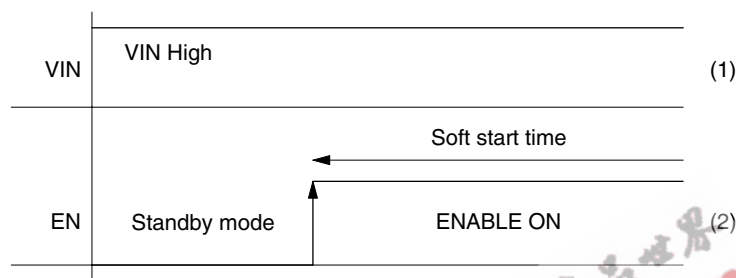 VIN
VIN High
(1)
Soft start time
EN
Standby mode
ENABLE ON
(2)